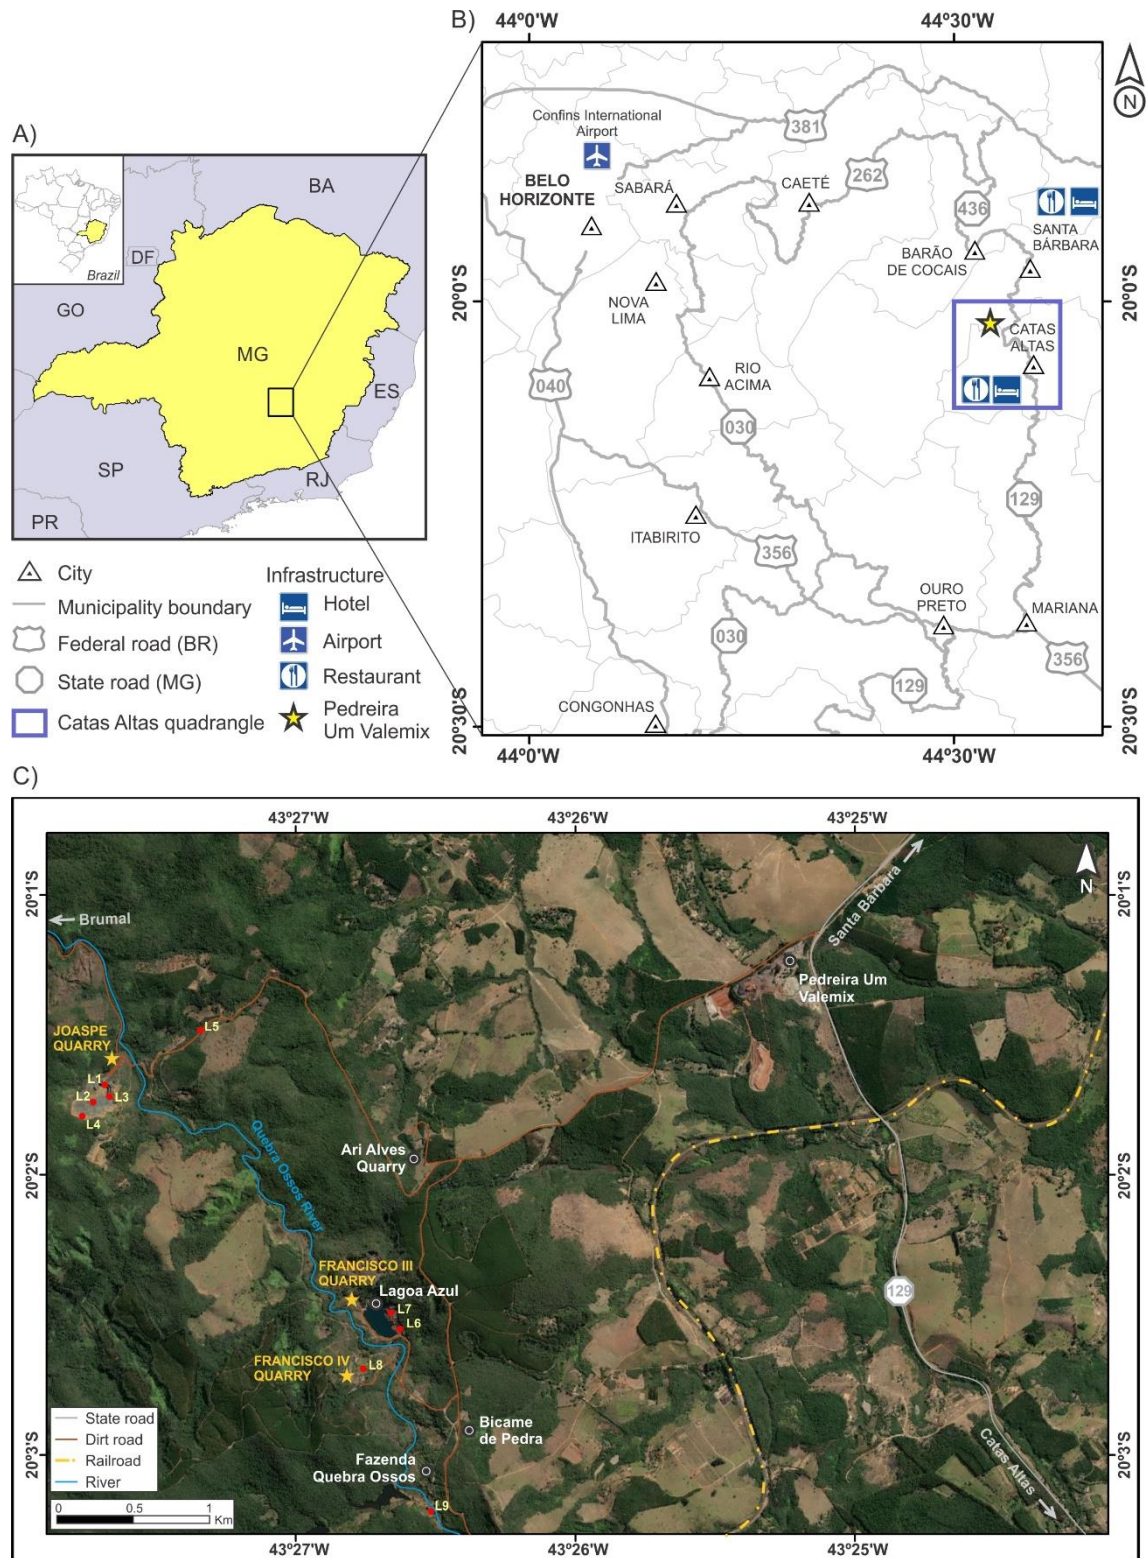 A)
BA
DF
Brazil
GO
MG
ES
SP
RJ
PR
City
Municipality boundary
Federal road (BR)
State road (MG)
Catas Altas quadrangle
Infrastructure
Hotel
Airport
Restaurant
Pedreira
Um Valemix
B)
44°0'W
44°30'W
N
Confins International
Airport
381
BELO
HORIZONTE
SABARÁ
CAETÉ
262
436
SANTA
BÁRBARA
BARÃO
DE COCAIS
20°0'S
20°0'S
NOVA
LIMA
CATAS
ALTAS
RIO
ACIMA
040
030
129
ITABIRITO
356
OURO
PRETO
MARIANA
030
356
129
CONGONHAS
20°30'S
20°30'S
44°0'W
44°30'W
C)
43°27'W
43°26'W
43°25'W
20°1'S
20°1'S
N
Brumal
Santa Bárbara
Pedreira Um
Valemix
L5
JOASPE
QUARRY
L1
L2
L3
L4
Ari Alves
Quarry
20°2'S
20°2'S
Quebra Ossos River
FRANCISCO III
QUARRY
Lagoa Azul
L7
L6
129
FRANCISCO IV
QUARRY
L8
Bicame
de Pedra
Fazenda
Quebra Ossos
20°3'S
20°3'S
L9
Catas Altas
State road
Dirt road
Railroad
River
0 0.5 1
Km
43°27'W
43°26'W
43°25'W